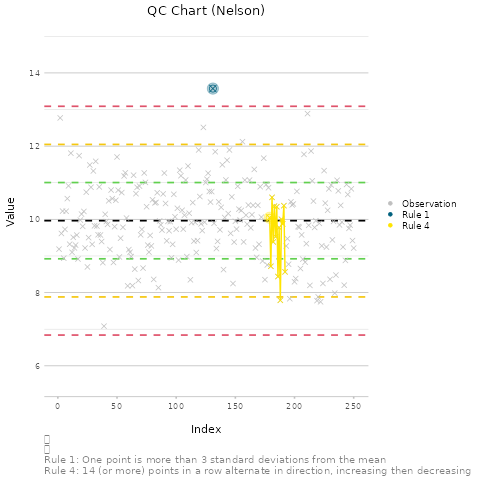 QC Chart (Nelson)
Value
14
12
10
8
6
0
50
100
150
200
250
Index
Observation
Rule 1
Rule 4
Rule 1: One point is more than 3 standard deviations from the mean
Rule 4: 14 (or more) points in a row alternate in direction, increasing then decreasing